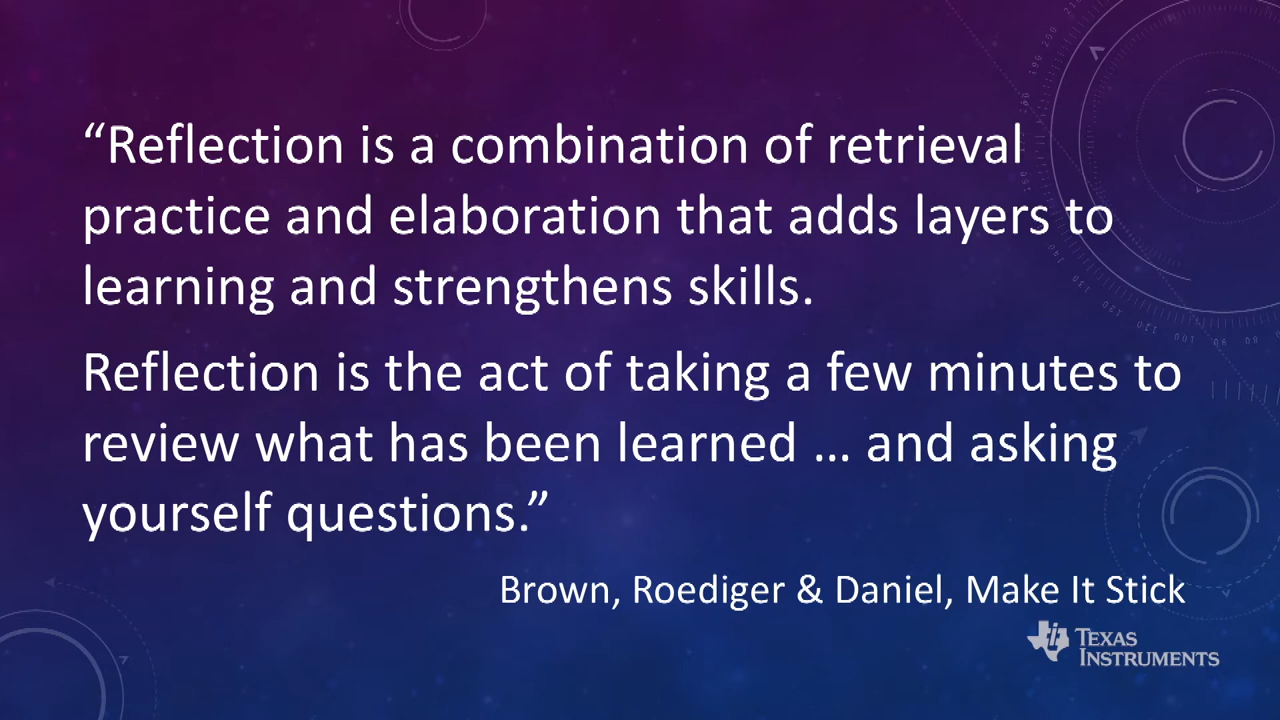 “Reflection is a combination of retrieval
practice and elaboration that adds layers to
learning and strengthens skills.
Reflection is the act of taking a few minutes to
review what has been learned … and asking
yourself questions.”
Brown, Roediger & Daniel, Make It Stick
TEXAS
INSTRUMENTS